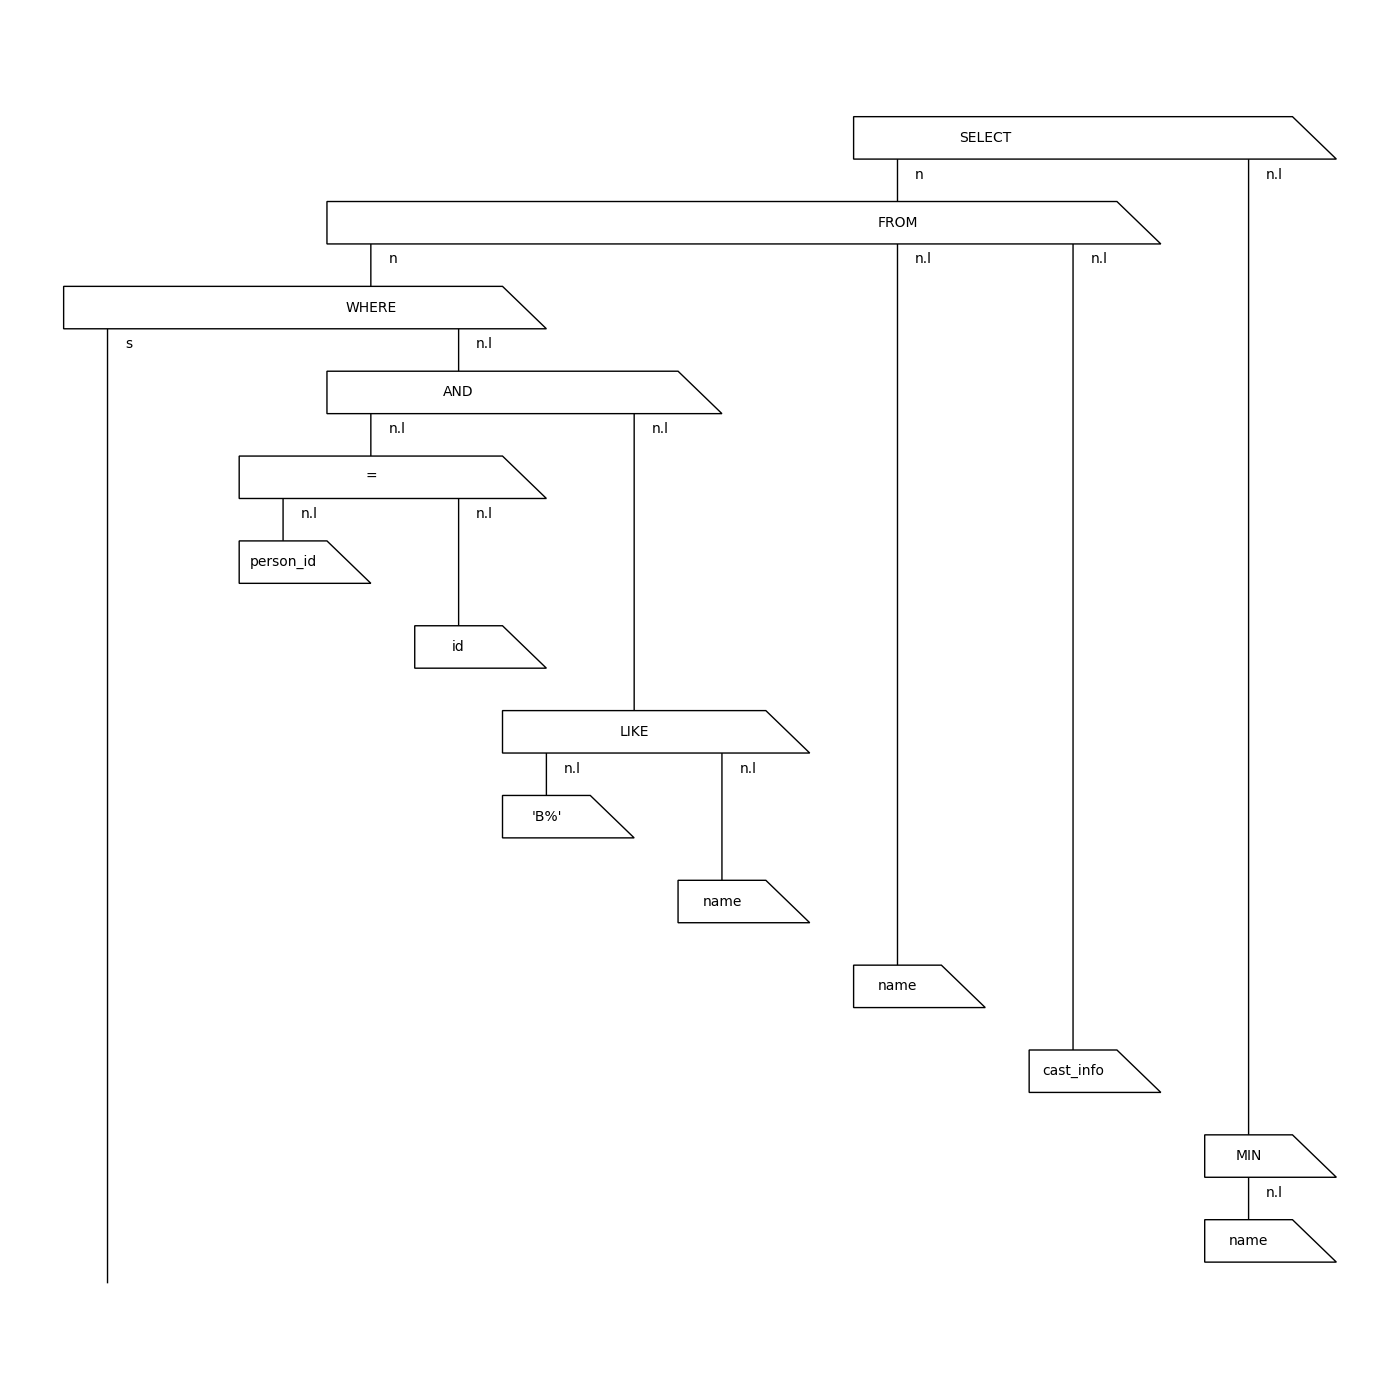 SELECT
n n.l
FROM
n n.l n.l
WHERE
s n.l
AND
n.l n.l
=
n.l n.l
person_id
id
LIKE
n.l n.l
'B%'
name
name
cast_info
MIN
n.l
name